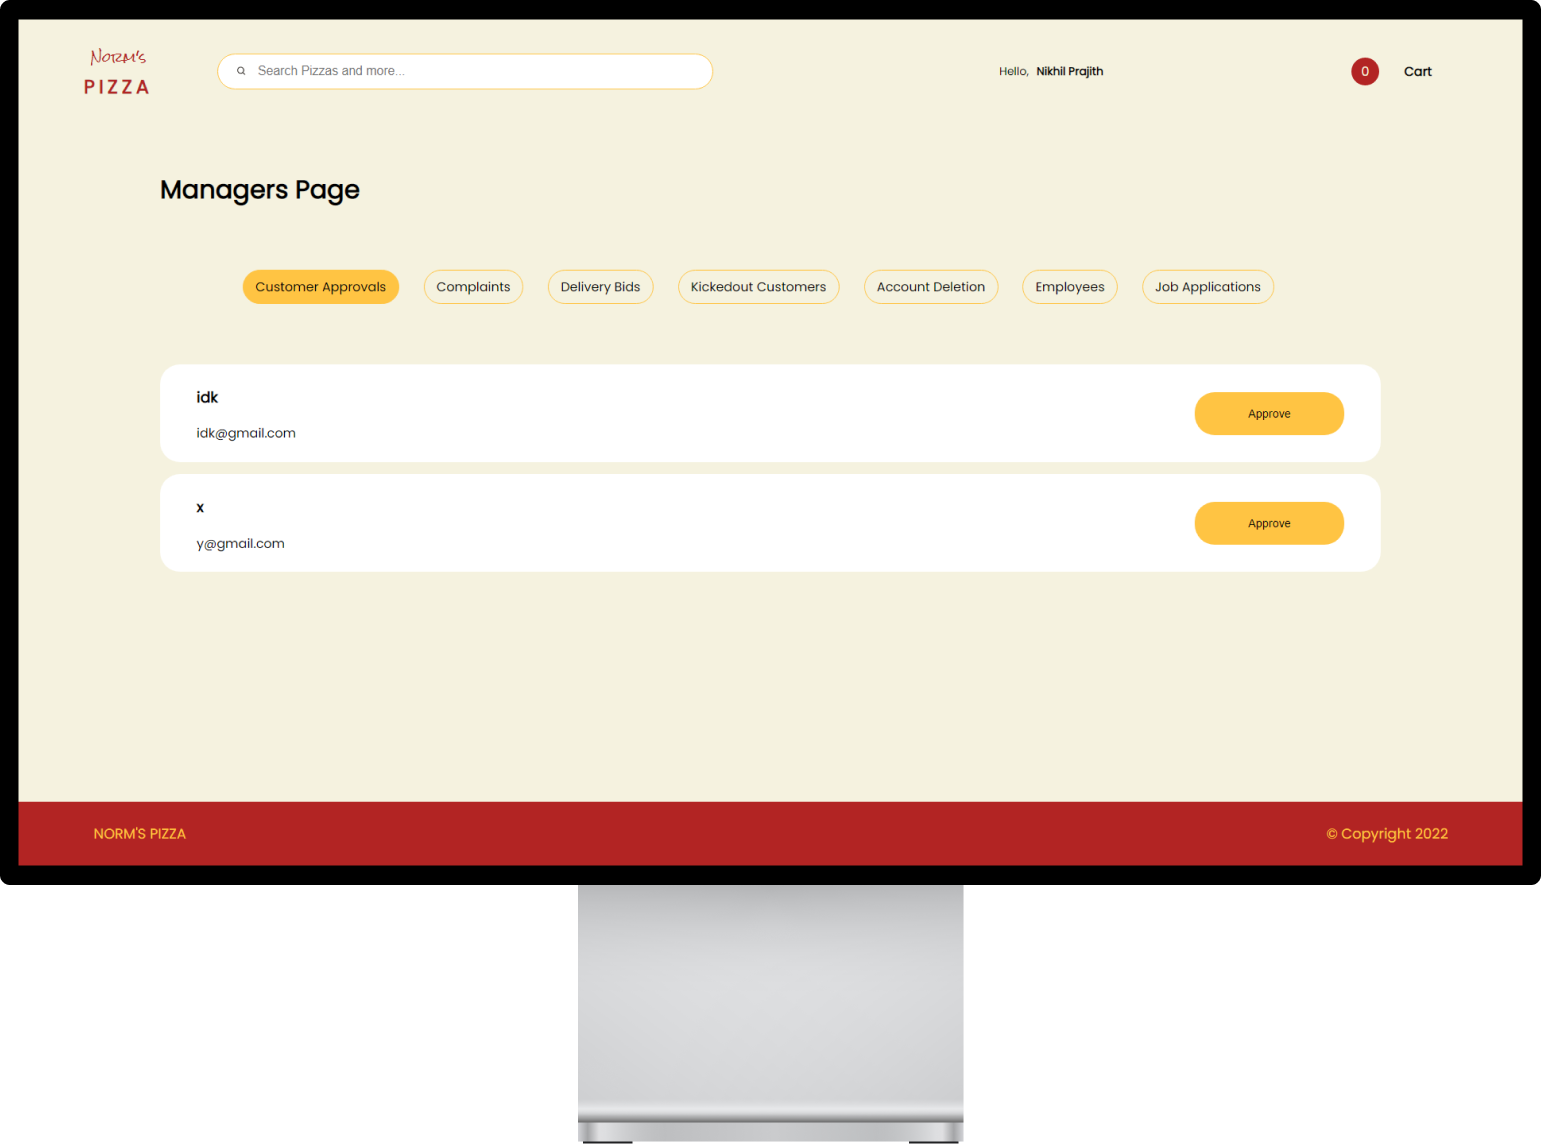 Norm's
PIZZA
Search Pizzas and more...
Hello, Nikhil Prajith
0
Cart
Managers Page
Customer Approvals
Complaints
Delivery Bids
Kickedout Customers
Account Deletion
Employees
Job Applications
idk
idk@gmail.com
Approve
x
y@gmail.com
Approve
NORM'S PIZZA
© Copyright 2022